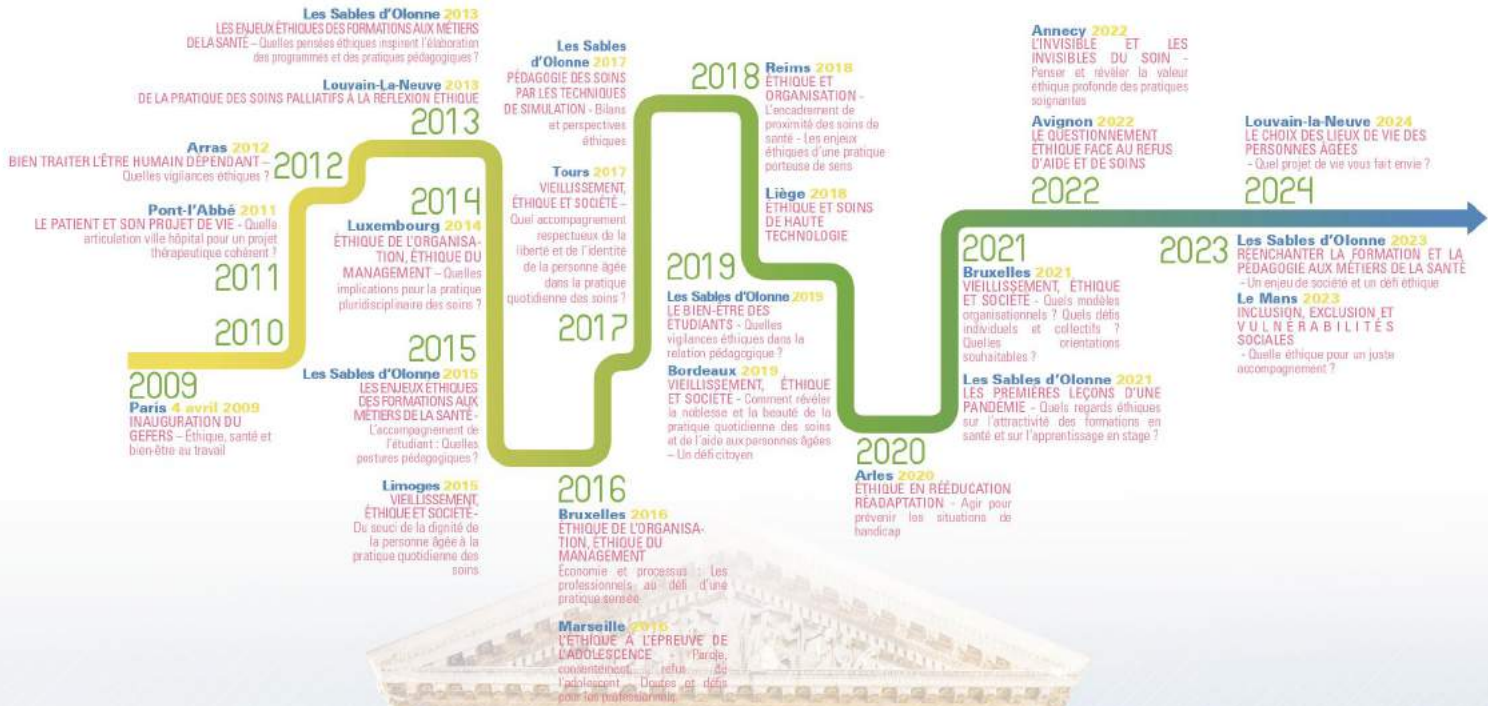 Les Sables d'Olonne 2013
LES ENJEUX ÉTHIQUES DES FORMATIONS AUX MÉTIERS
DE LA SANTÉ – Quelles pensées éthiques inspirent l'élaboration
des programmes et des pratiques pédagogiques ?
Louvain-La-Neuve 2013
DE LA PRATIQUE DES SOINS PALLIATIFS À LA RÉFLEXION ÉTHIQUE
2013
Arras 2012
BIEN TRAITER L'ÊTRE HUMAIN DÉPENDANT –
Quelles vigilances éthiques ?
2012
Pont-l'Abbé 2011
LE PATIENT ET SON PROJET DE VIE - Quelle
articulation ville hôpital pour un projet
thérapeutique cohérent ?
2011
2010
2009
Paris 4 avril 2009
INAUGURATION DU
GEFERS – Éthique, santé et
bien-être au travail
2014
Luxembourg 2014
ÉTHIQUE DE L'ORGANISA-
TION, ÉTHIQUE DU
MANAGEMENT – Quelles
implications pour la pratique
pluridisciplinaire des soins ?
2015
Les Sables d'Olonne 2015
LES ENJEUX ÉTHIQUES
DES FORMATIONS AUX
MÉTIERS DE LA SANTÉ -
L'accompagnement de
l'étudiant : Quelles
postures pédagogiques ?
Limoges 2015
VIEILLISSEMENT,
ÉTHIQUE ET SOCIÉTÉ -
Du souci de la dignité de
la personne âgée à la
pratique quotidienne des
soins
Les Sables
d'Olonne 2017
PÉDAGOGIE DES SOINS
PAR LES TECHNIQUES
DE SIMULATION - Bilans
et perspectives
éthiques
Tours 2017
VIEILLISSEMENT,
ÉTHIQUE ET SOCIÉTÉ –
Quel accompagnement
respectueux de la
liberté et de l'identité
de la personne âgée
dans la pratique
quotidienne des soins ?
2017
2016
Bruxelles 2016
ÉTHIQUE DE L'ORGANISA-
TION, ÉTHIQUE DU
MANAGEMENT
Économie et processus : Les
professionnels au défi d'une
pratique sensée
Marseille 2016
L'ÉTHIQUE À L'ÉPREUVE DE
L'ADOLESCENCE - Parole,
consentement, refus de
l'adolescent - Doutes et défis
pour les professionnels
2018
Reims 2018
ÉTHIQUE ET
ORGANISATION -
L'encadrement de
proximité des soins de
santé - Les enjeux
éthiques d'une pratique
porteuse de sens
Liège 2018
ETHIQUE ET SOINS
DE HAUTE
TECHNOLOGIE
2019
Les Sables d'Olonne 2019
LE BIEN-ÊTRE DES
ÉTUDIANTS - Quelles
vigilances éthiques dans la
relation pédagogique ?
Bordeaux 2019
VIEILLISSEMENT, ÉTHIQUE
ET SOCIÉTÉ - Comment révéler
la noblesse et la beauté de la
pratique quotidienne des soins
et de l'aide aux personnes âgées
– Un défi citoyen
2020
Arles 2020
ÉTHIQUE EN RÉÉDUCATION
RÉADAPTATION - Agir pour
prévenir les situations de
handicap
2021
Bruxelles 2021
VIEILLISSEMENT, ÉTHIQUE
ET SOCIÉTÉ - Quels modèles
organisationnels ? Quels défis
individuels et collectifs ?
Quelles orientations
souhaitables ?
Les Sables d'Olonne 2021
LES PREMIÈRES LEÇONS D'UNE
PANDÉMIE - Quels regards éthiques
sur l'attractivité des formations en
santé et sur l'apprentissage en stage ?
Annecy 2022
L'INVISIBLE ET LES
INVISIBLES DU SOIN -
Penser et révéler la valeur
éthique profonde des pratiques
soignantes
Avignon 2022
LE QUESTIONNEMENT
ÉTHIQUE FACE AU REFUS
D'AIDE ET DE SOINS
2022
Louvain-la-Neuve 2024
LE CHOIX DES LIEUX DE VIE DES
PERSONNES ÂGÉES
- Quel projet de vie vous fait envie ?
2024
2023
Les Sables d'Olonne 2023
RÉENCHANTER LA FORMATION ET LA
PÉDAGOGIE AUX MÉTIERS DE LA SANTÉ
- Un enjeu de société et un défi éthique
Le Mans 2023
INCLUSION, EXCLUSION ET
VULNÉRABILITÉS
SOCIALES
- Quelle éthique pour un juste
accompagnement ?